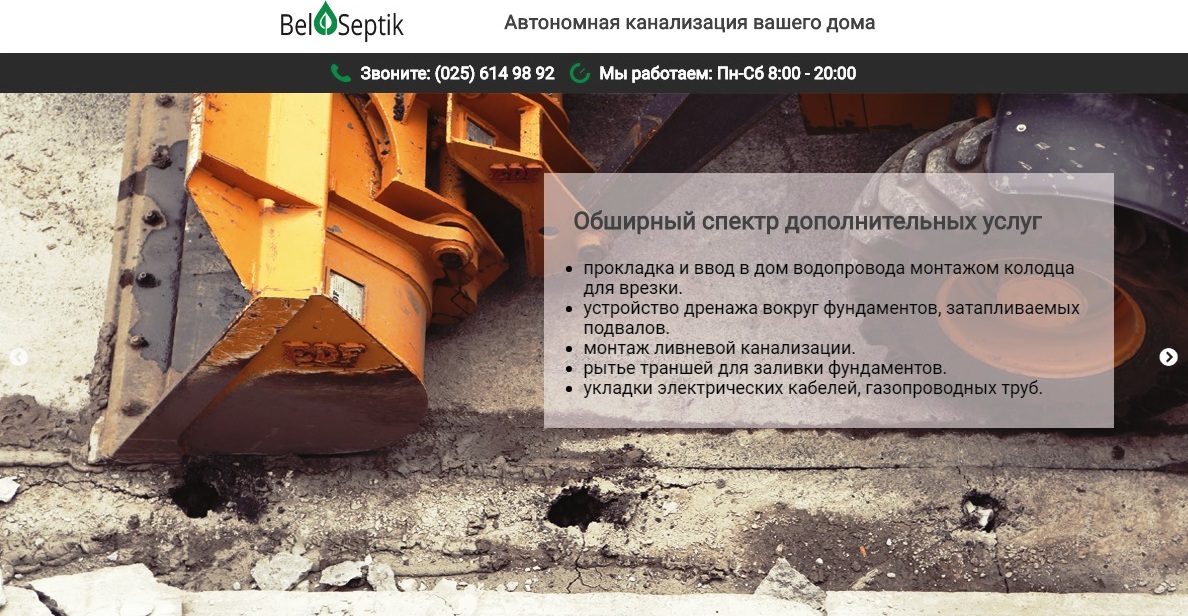 BelSeptik
Автономная канализация вашего дома
Звоните: (025) 614 98 92
Мы работаем: Пн-Сб 8:00 - 20:00
Обширный спектр дополнительных услуг
прокладка и ввод в дом водопровода монтажом колодца
для врезки.
устройство дренажа вокруг фундаментов, затапливаемых
подвалов.
монтаж ливневой канализации.
рытье траншей для заливки фундаментов.
укладки электрических кабелей, газопроводных труб.